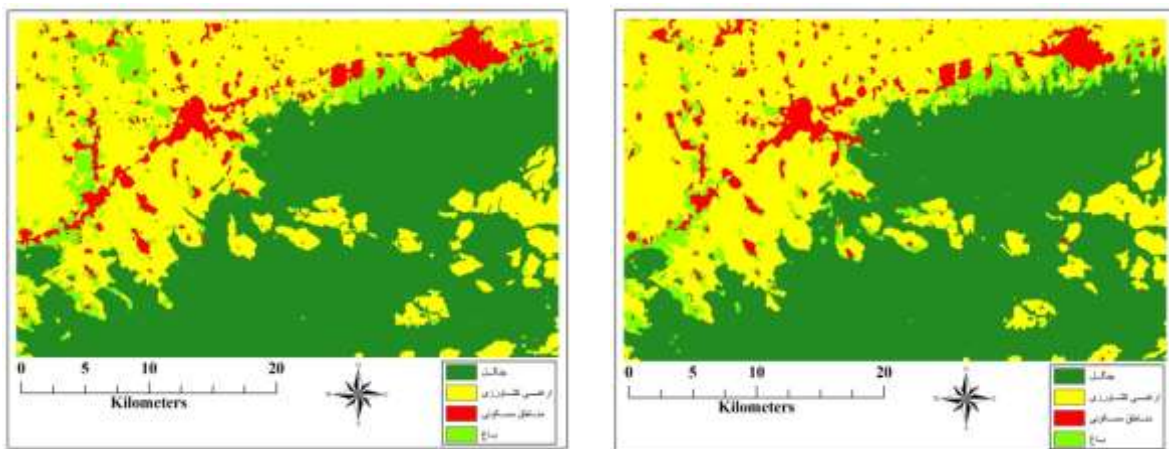 0 5 10 20
Kilometers
جنگل
اراضی کشاورزی
مناطق مسکونی
باغ
0 5 10 20
Kilometers
جنگل
اراضی کشاورزی
مناطق مسکونی
باغ